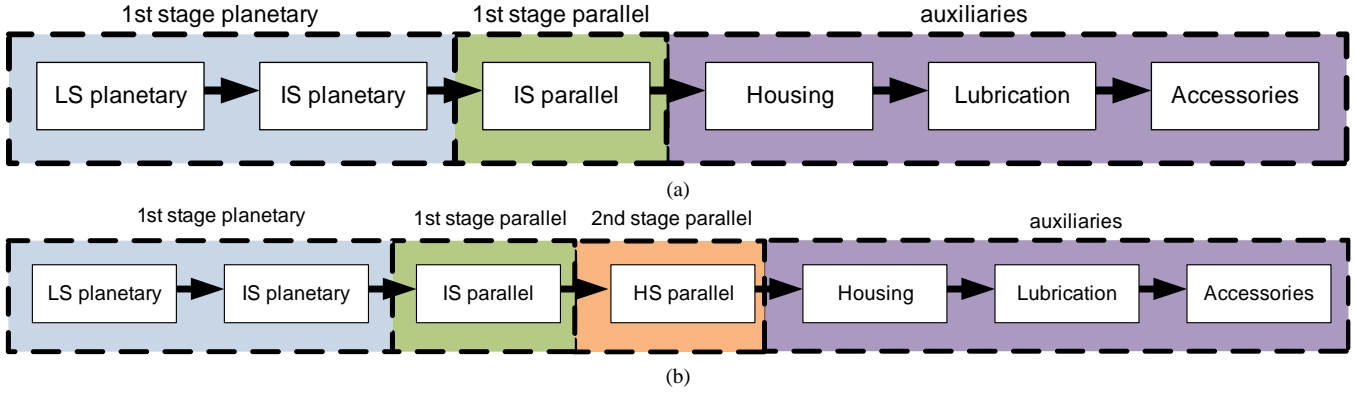 1st stage planetary 1st stage parallel auxiliaries
LS planetary IS planetary IS parallel Housing Lubrication Accessories
(a)
1st stage planetary 1st stage parallel 2nd stage parallel auxiliaries
LS planetary IS planetary IS parallel HS parallel Housing Lubrication Accessories
(b)